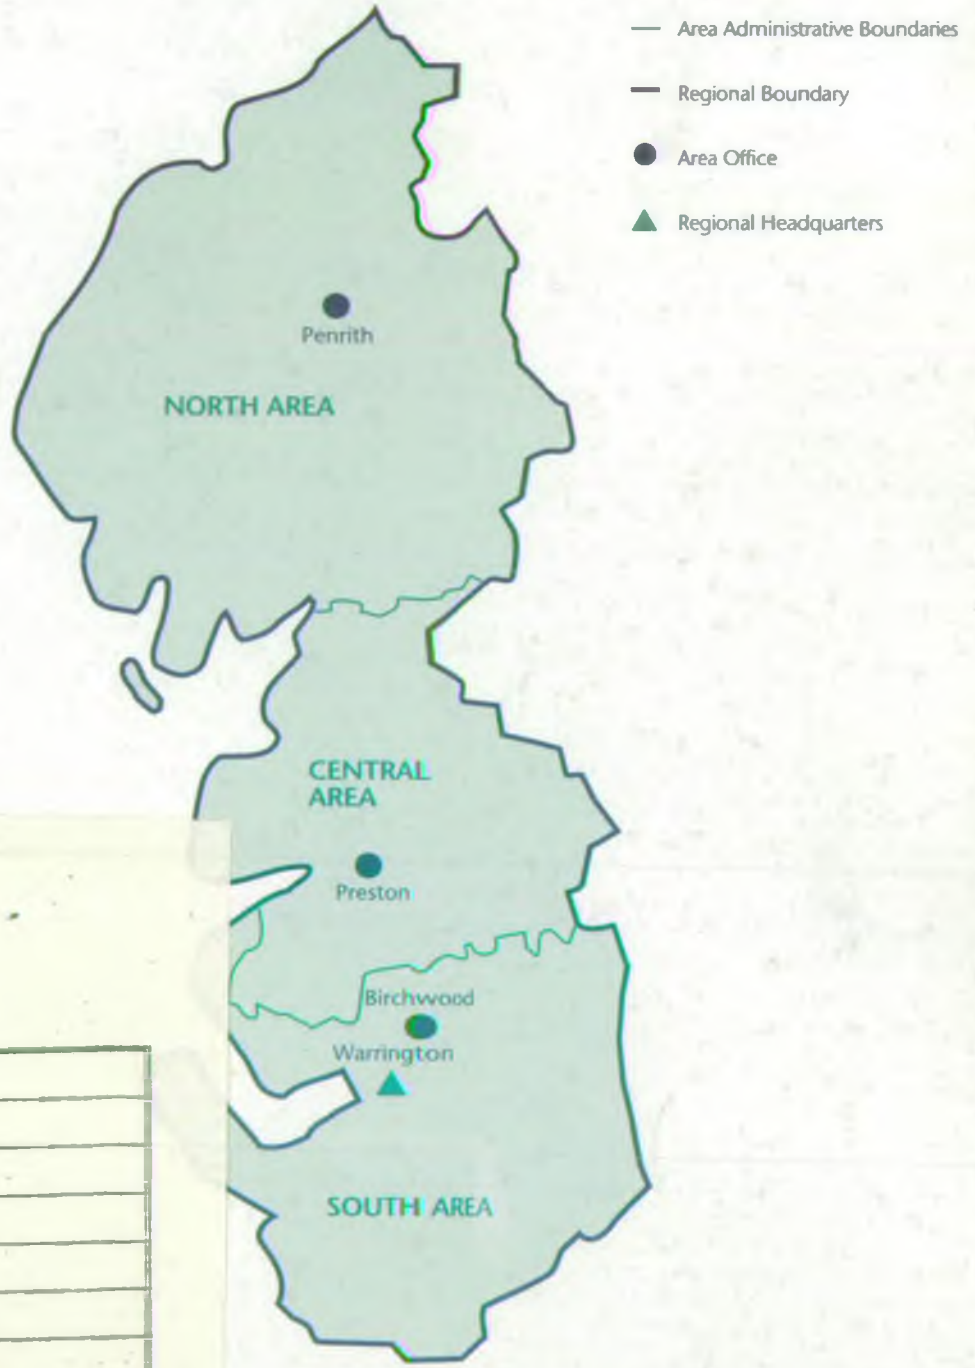 Area Administrative Boundaries
Regional Boundary
Area Office
Regional Headquarters
Penrith
NORTH AREA
CENTRAL
AREA
Preston
Birchwood
Warrington
SOUTH AREA